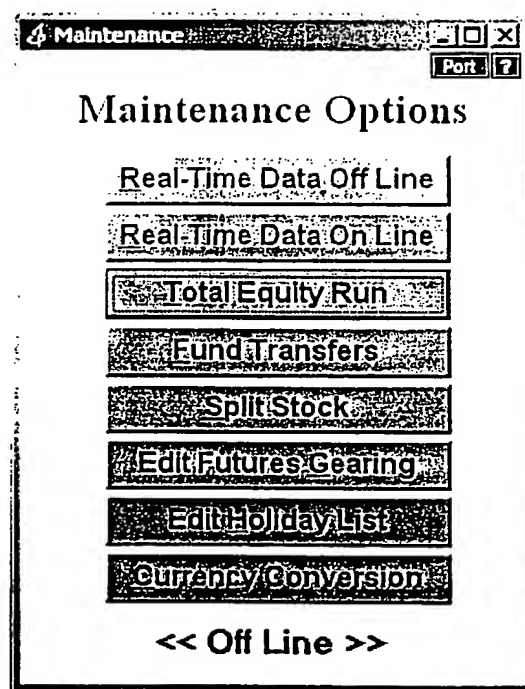 Maintenance
Port ?
Maintenance Options
Real-Time Data Off Line
Real-Time Data On Line
Total Equity Run
Fund Transfers
Split Stock
Edit Futures Gearing
Edit Holiday List
Currency Conversion
<< Off Line >>